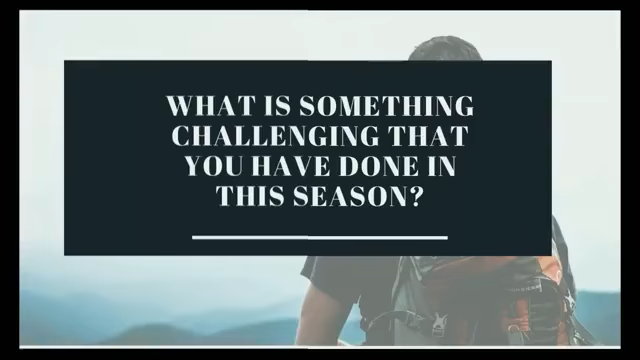 WHAT IS SOMETHING
CHALLENGING THAT
YOU HAVE DONE IN
THIS SEASON?